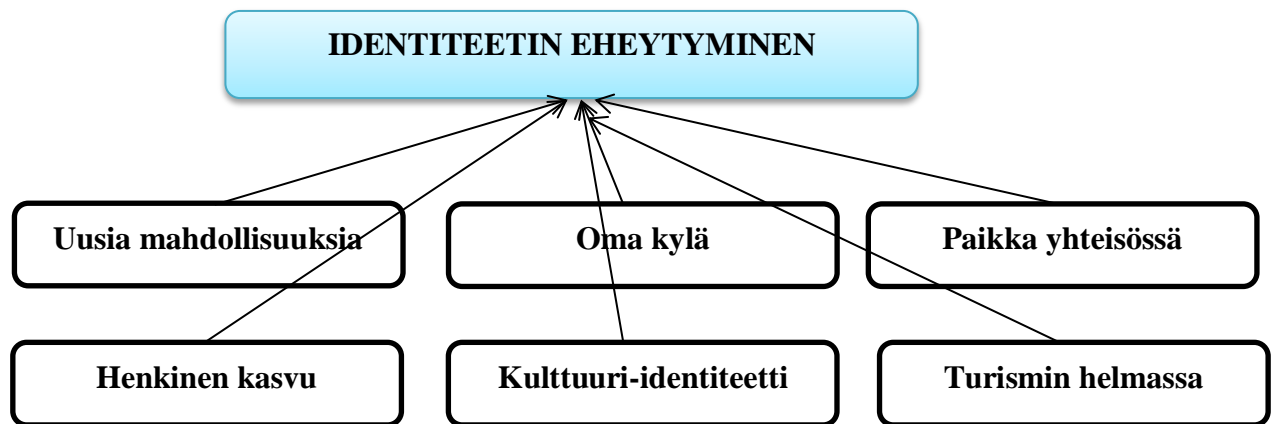 IDENTITEETIN EHEYTYMINEN
Uusia mahdollisuuksia
Oma kylä
Paikka yhteisössä
Henkinen kasvu
Kulttuuri-identiteetti
Turismin helmassa